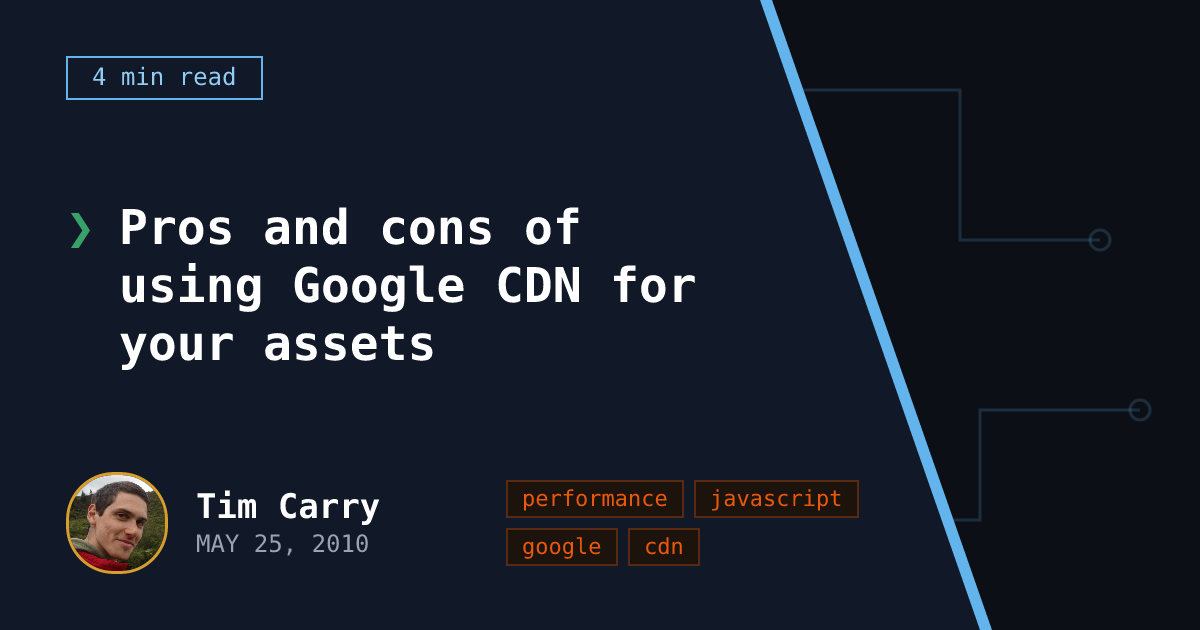 4 min read
❯ Pros and cons of
using Google CDN for
your assets
Tim Carry
MAY 25, 2010
performance javascript
google cdn